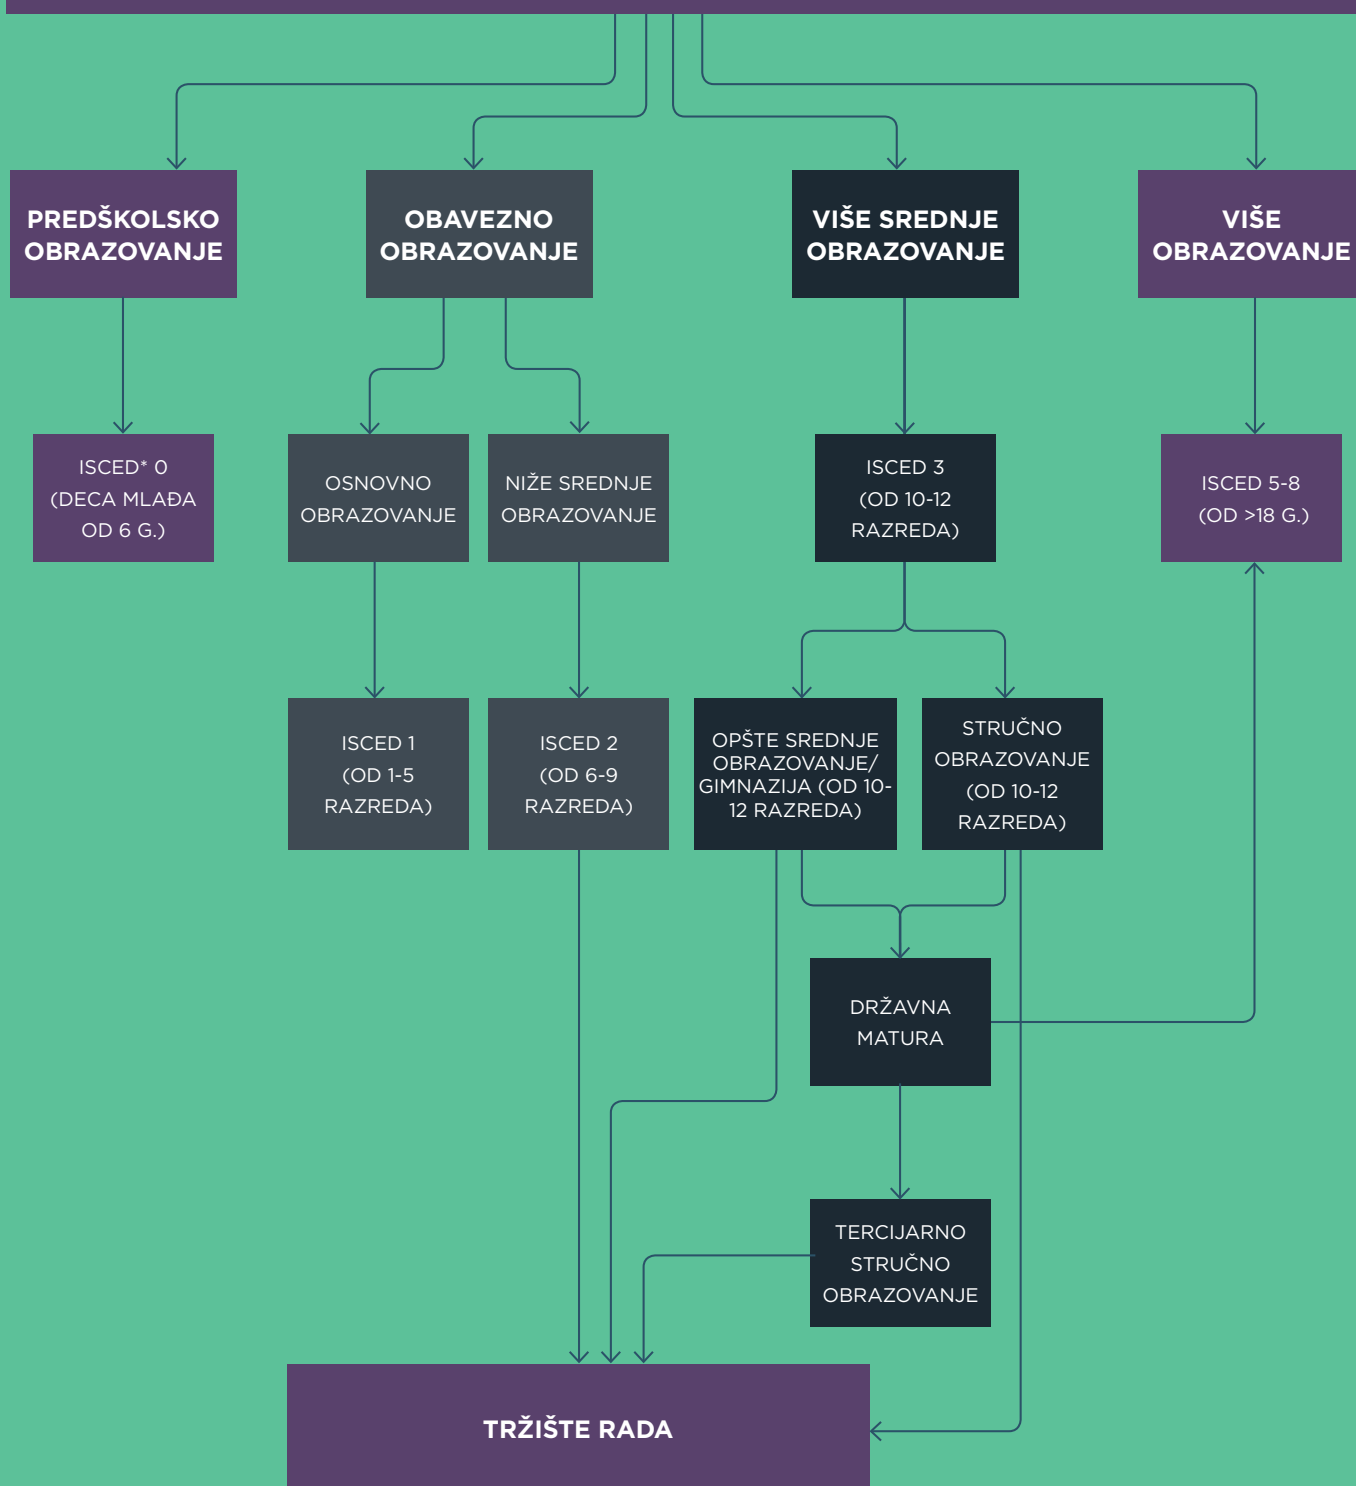 PREDŠKOLSKO
OBRAZOVANJE
OBAVEZNO
OBRAZOVANJE
VIŠE SREDNJE
OBRAZOVANJE
VIŠE
OBRAZOVANJE
ISCED* 0
(DECA MLAĐA
OD 6 G.)
OSNOVNO
OBRAZOVANJE
NIŽE SREDNJE
OBRAZOVANJE
ISCED 3
(OD 10-12
RAZREDA)
ISCED 5-8
(OD >18 G.)
ISCED 1
(OD 1-5
RAZREDA)
ISCED 2
(OD 6-9
RAZREDA)
OPŠTE SREDNJE
OBRAZOVANJE/
GIMNAZIJA (OD 10-
12 RAZREDA)
STRUČNO
OBRAZOVANJE
(OD 10-12
RAZREDA)
DRŽAVNA
MATURA
TERCIJARNO
STRUČNO
OBRAZOVANJE
TRŽIŠTE RADA